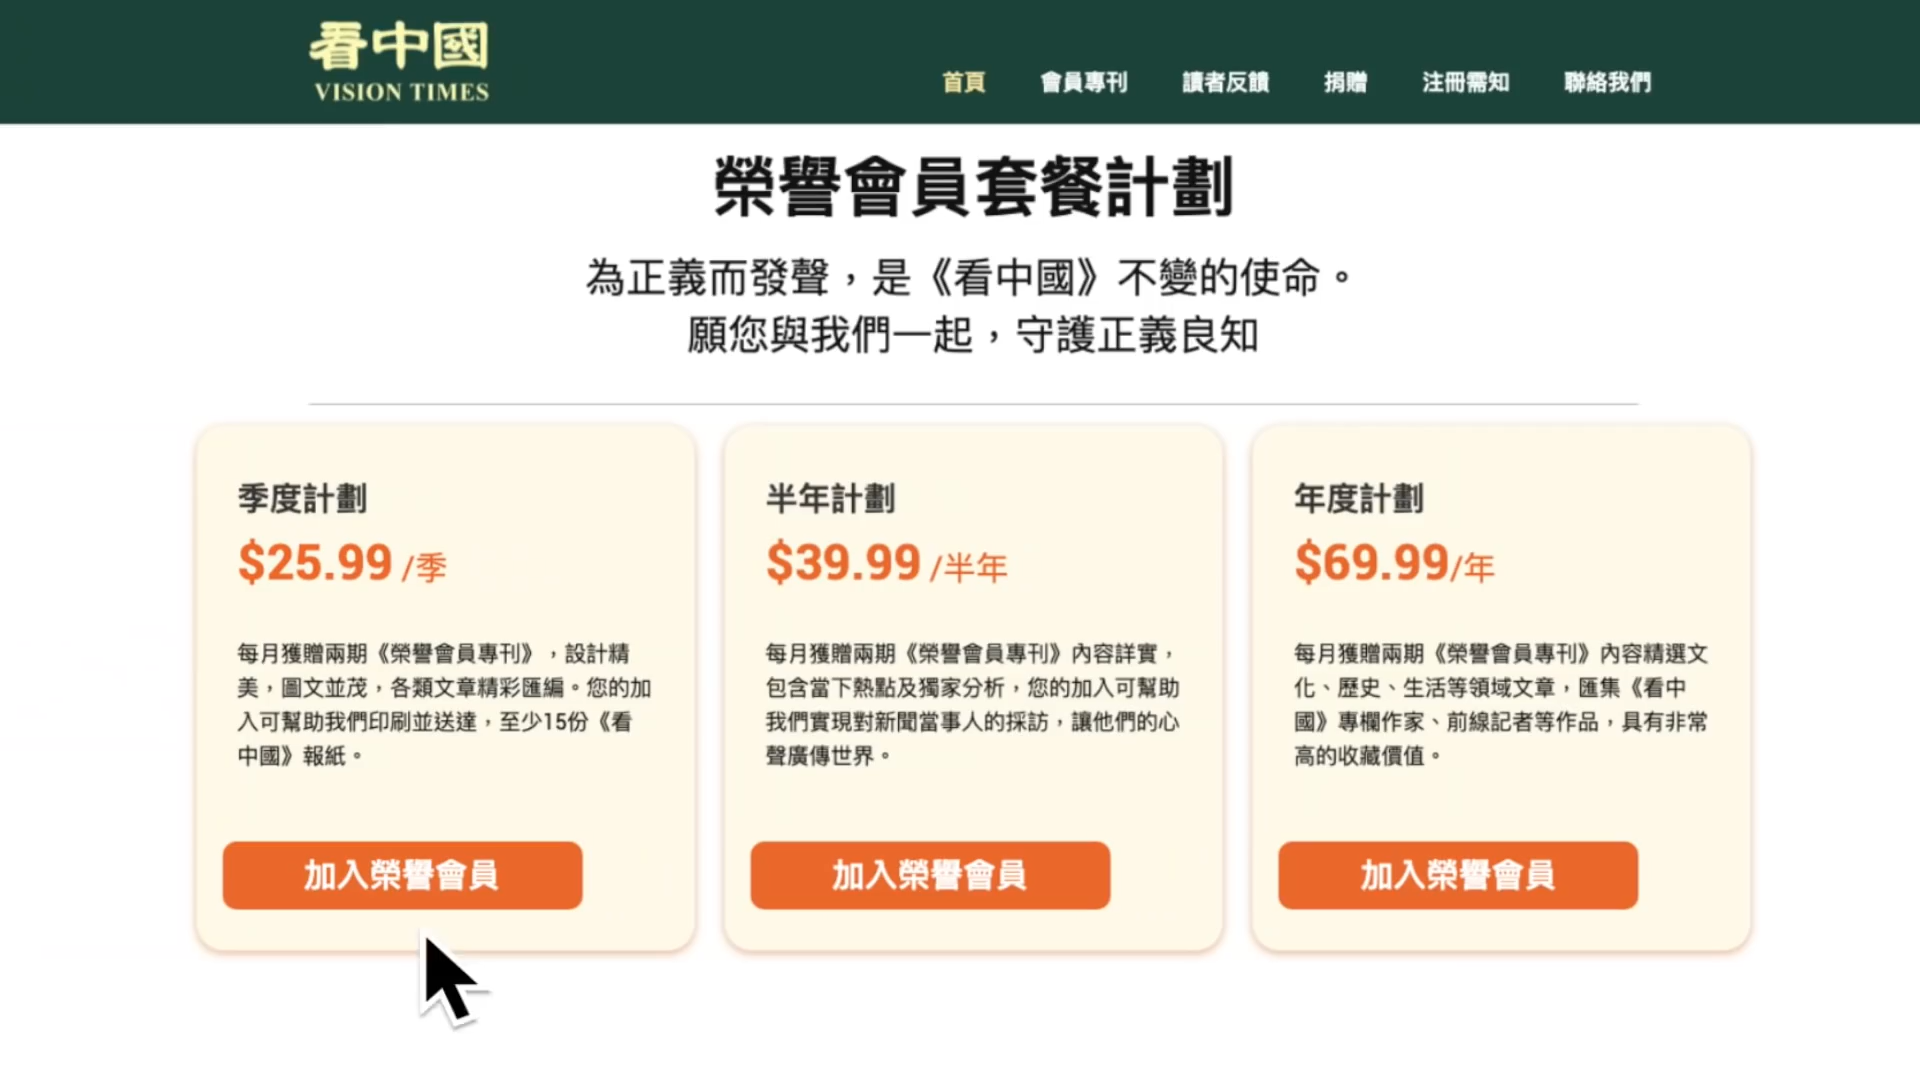 看中國
VISION TIMES
首頁 會員專刊 讀者反饋 捐贈 注冊需知 聯絡我們
榮譽會員套餐計劃
為正義而發聲，是《看中國》不變的使命。
願您與我們一起，守護正義良知
季度計劃
$25.99 /季
每月獲贈兩期《榮譽會員專刊》，設計精
美，圖文並茂，各類文章精彩匯編。您的加
入可幫助我們印刷並送達，至少15份《看
中國》報紙。
加入榮譽會員
半年計劃
$39.99 /半年
每月獲贈兩期《榮譽會員專刊》內容詳實，
包含當下熱點及獨家分析，您的加入可幫助
我們實現對新聞當事人的採訪，讓他們的心
聲廣傳世界。
加入榮譽會員
年度計劃
$69.99/年
每月獲贈兩期《榮譽會員專刊》內容精選文
化、歷史、生活等領域文章，匯集《看中
國》專欄作家、前線記者等作品，具有非常
高的收藏價值。
加入榮譽會員